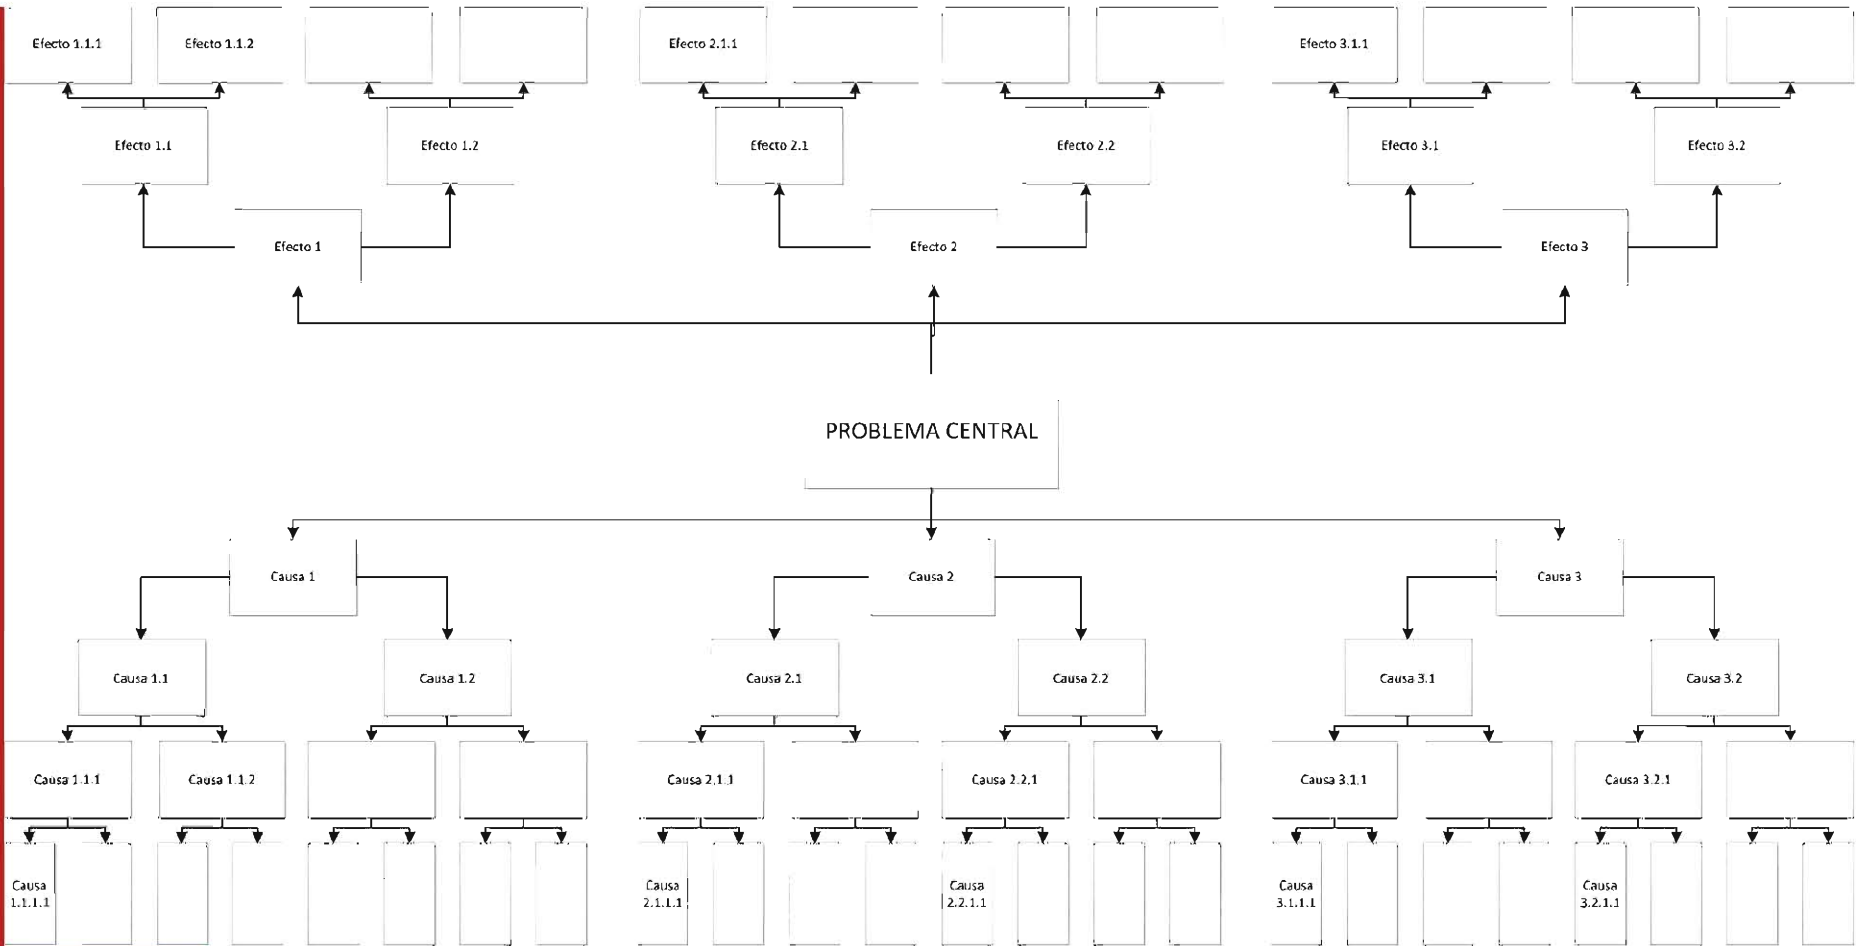 Efecto 1.1.1
Efecto 1.1.2
Efecto 2.1.1
Efecto 3.1.1
Efecto 1.1
Efecto 1.2
Efecto 2.1
Efecto 2.2
Efecto 3.1
Efecto 3.2
Efecto 1
Efecto 2
Efecto 3
PROBLEMA CENTRAL
Causa 1
Causa 2
Causa 3
Causa 1.1
Causa 1.2
Causa 2.1
Causa 2.2
Causa 3.1
Causa 3.2
Causa 1.1.1
Causa 1.1.2
Causa 2.1.1
Causa 2.2.1
Causa 3.1.1
Causa 3.2.1
Causa
1.1.1.1
Causa
2.1.1.1
Causa
2.2.1.1
Causa
3.1.1.1
Causa
3.2.1.1